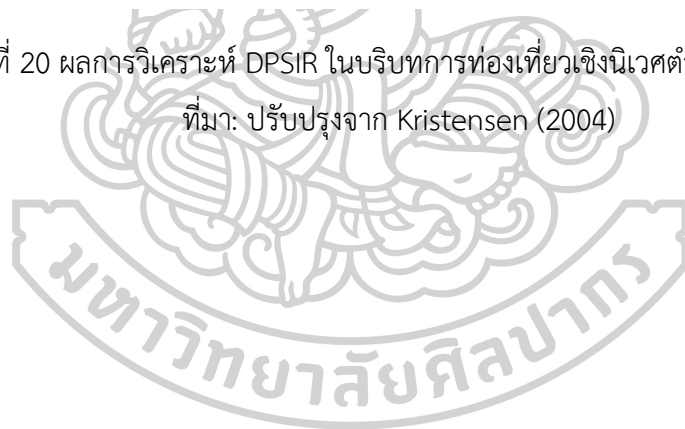 ที่ 20 ผลการวิเคราะห์ DPSIR ในบริบทการท่องเที่ยวเชิงนิเวศ
ที่มา: ปรับปรุงจาก Kristensen (2004)
มหาวิทยาลัยศิลปากร